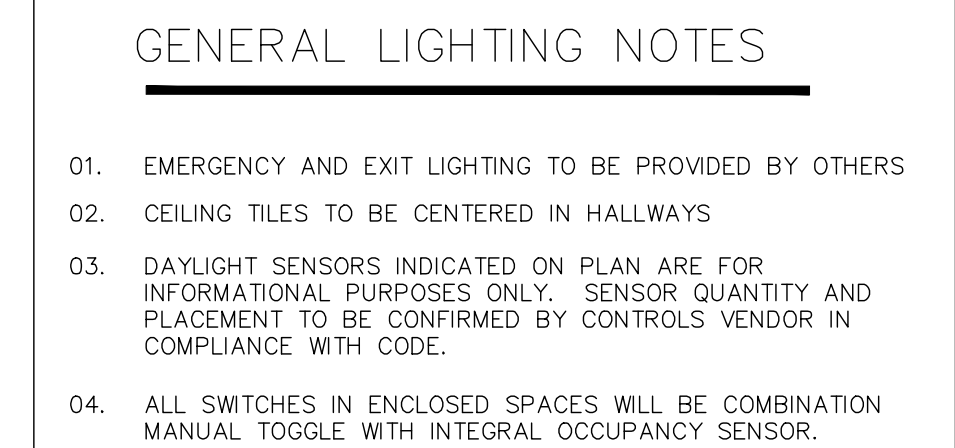 GENERAL LIGHTING NOTES
01. EMERGENCY AND EXIT LIGHTING TO BE PROVIDED BY OTHERS
02. CEILING TILES TO BE CENTERED IN HALLWAYS
03. DAYLIGHT SENSORS INDICATED ON PLAN ARE FOR
INFORMATIONAL PURPOSES ONLY. SENSOR QUANTITY AND
PLACEMENT TO BE CONFIRMED BY CONTROLS VENDOR IN
COMPLIANCE WITH CODE.
04. ALL SWITCHES IN ENCLOSED SPACES WILL BE COMBINATION
MANUAL TOGGLE WITH INTEGRAL OCCUPANCY SENSOR.